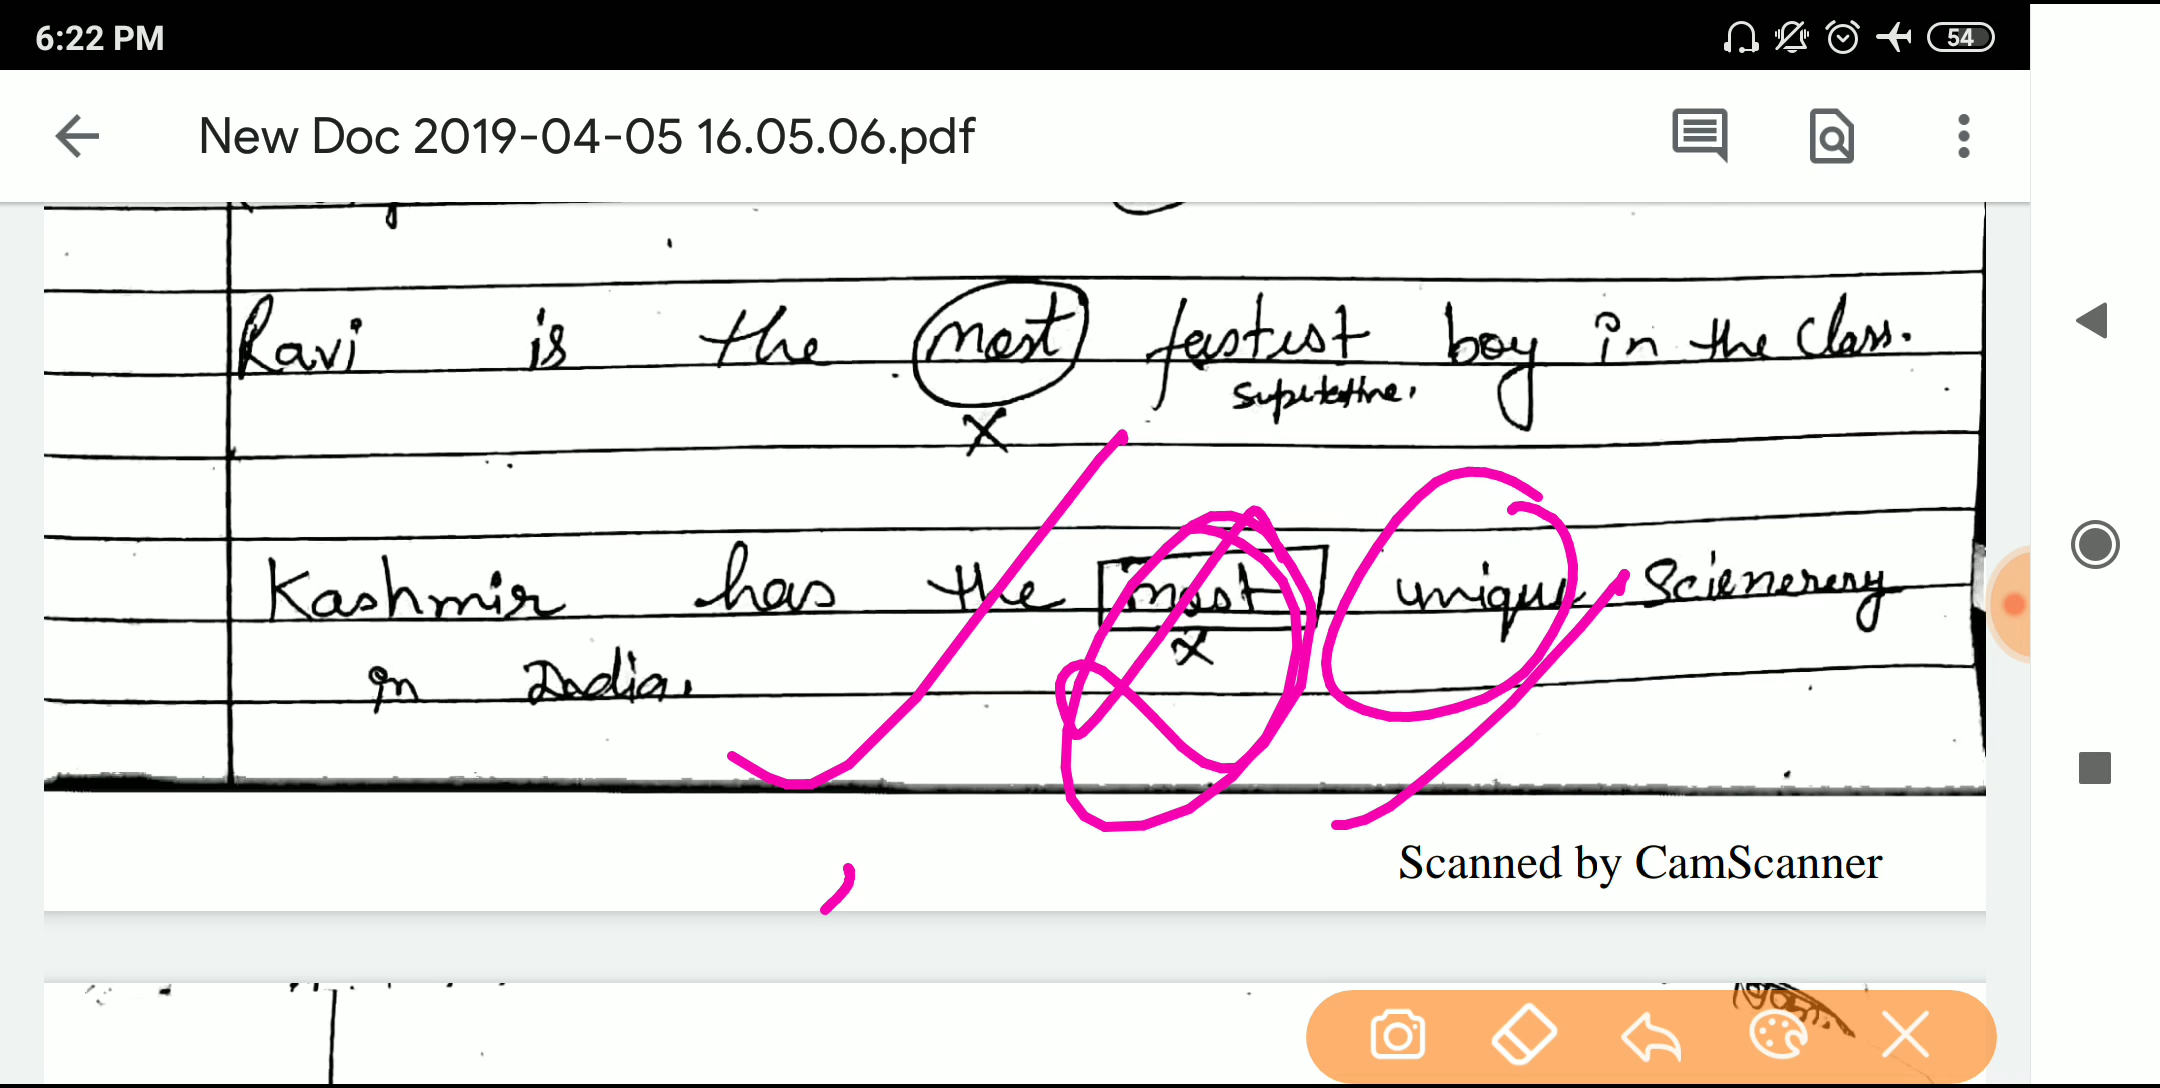 6:22 PM
54
New Doc 2019-04-05 16.05.06.pdf
Ravi is the most fastest boy in the class.
x
Kashmir has the most unique Scienerery
x
in India.
Scanned by CamScanner